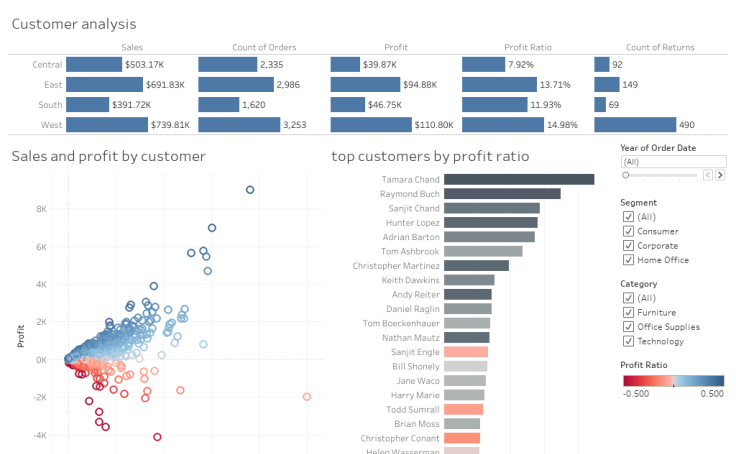 Customer analysis
Sales Count of Orders Profit Profit Ratio Count of Returns
Central $503.17K 2,335 $39.87K 7.92% 92
East $691.83K 2,986 $94.88K 13.71% 149
South $391.72K 1,620 $46.75K 11.93% 69
West $739.81K 3,253 $110.80K 14.98% 490
Sales and profit by customer
8K
6K
4K
2K
0K
-2K
-4K
Profit
top customers by profit ratio
Tamara Chand
Raymond Buch
Sanjit Chand
Hunter Lopez
Adrian Barton
Tom Ashbrook
Christopher Martinez
Keith Dawkins
Andy Reiter
Daniel Raglin
Tom Boeckenhauer
Nathan Mautz
Sanjit Engle
Bill Shonely
Jane Waco
Harry Marie
Todd Sumrall
Brian Moss
Christopher Conant
Helen Wasserman
Year of Order Date
(All)
Segment
(All)
Consumer
Corporate
Home Office
Category
(All)
Furniture
Office Supplies
Technology
Profit Ratio
-0.500 0.500